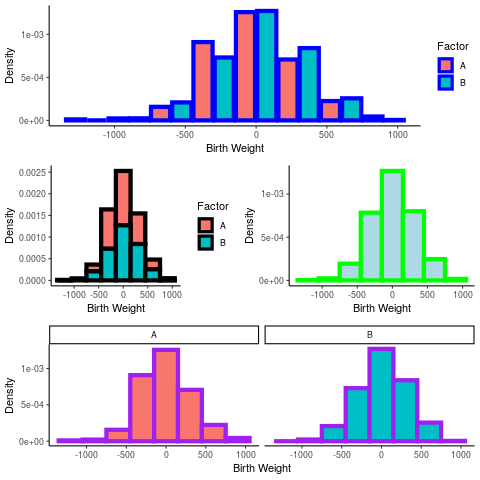 Density
1e-03
5e-04
0e+00
-1000 -500 0 500 1000
Birth Weight
Factor
A
B
Density
0.0025
0.0020
0.0015
0.0010
0.0005
0.0000
-1000 -500 0 500 1000
Birth Weight
Factor
A
B
Density
1e-03
5e-04
0e+00
-1000 -500 0 500 1000
Birth Weight
A B
Density
1e-03
5e-04
0e+00
-1000 -500 0 500 1000 -1000 -500 0 500 1000
Birth Weight